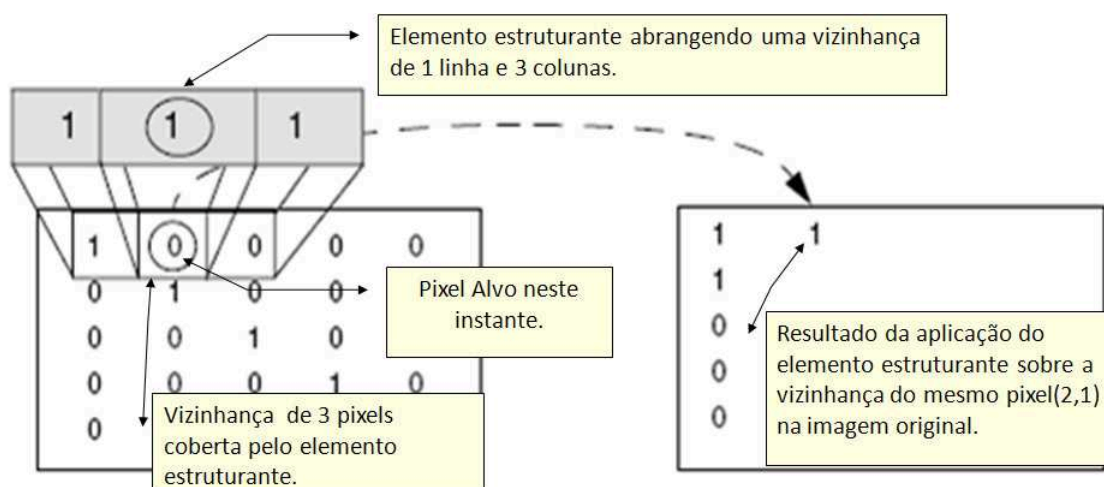 Elemento estruturante abrangendo uma vizinhança
de 1 linha e 3 colunas.
1 1 1
1 0 0 0 0
0 1 0 0
0 0 1 0
0 0 0 1 0
0
Pixel Alvo neste
instante.
Vizinhança de 3 pixels
coberta pelo elemento
estruturante.
1 1
1
0
0
0
Resultado da aplicação do
elemento estruturante sobre a
vizinhança do mesmo pixel(2,1)
na imagem original.